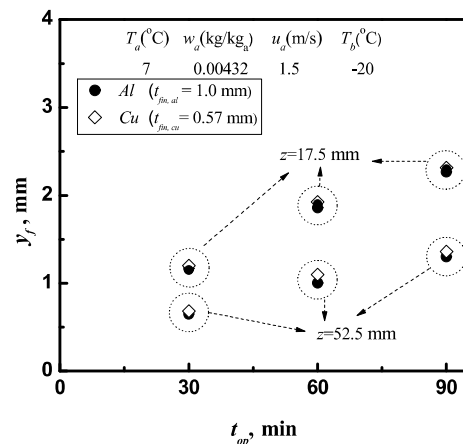 4
T_a(°C) w_a(kg/kg_a) u_a(m/s) T_b(°C)
7 0.00432 1.5 -20
Al (t_fin,al = 1.0 mm)
Cu (t_fin,cu = 0.57 mm)
3
z=17.5 mm
2
y_f, mm
1
z=52.5 mm
0
0 30 60 90
t_op, min